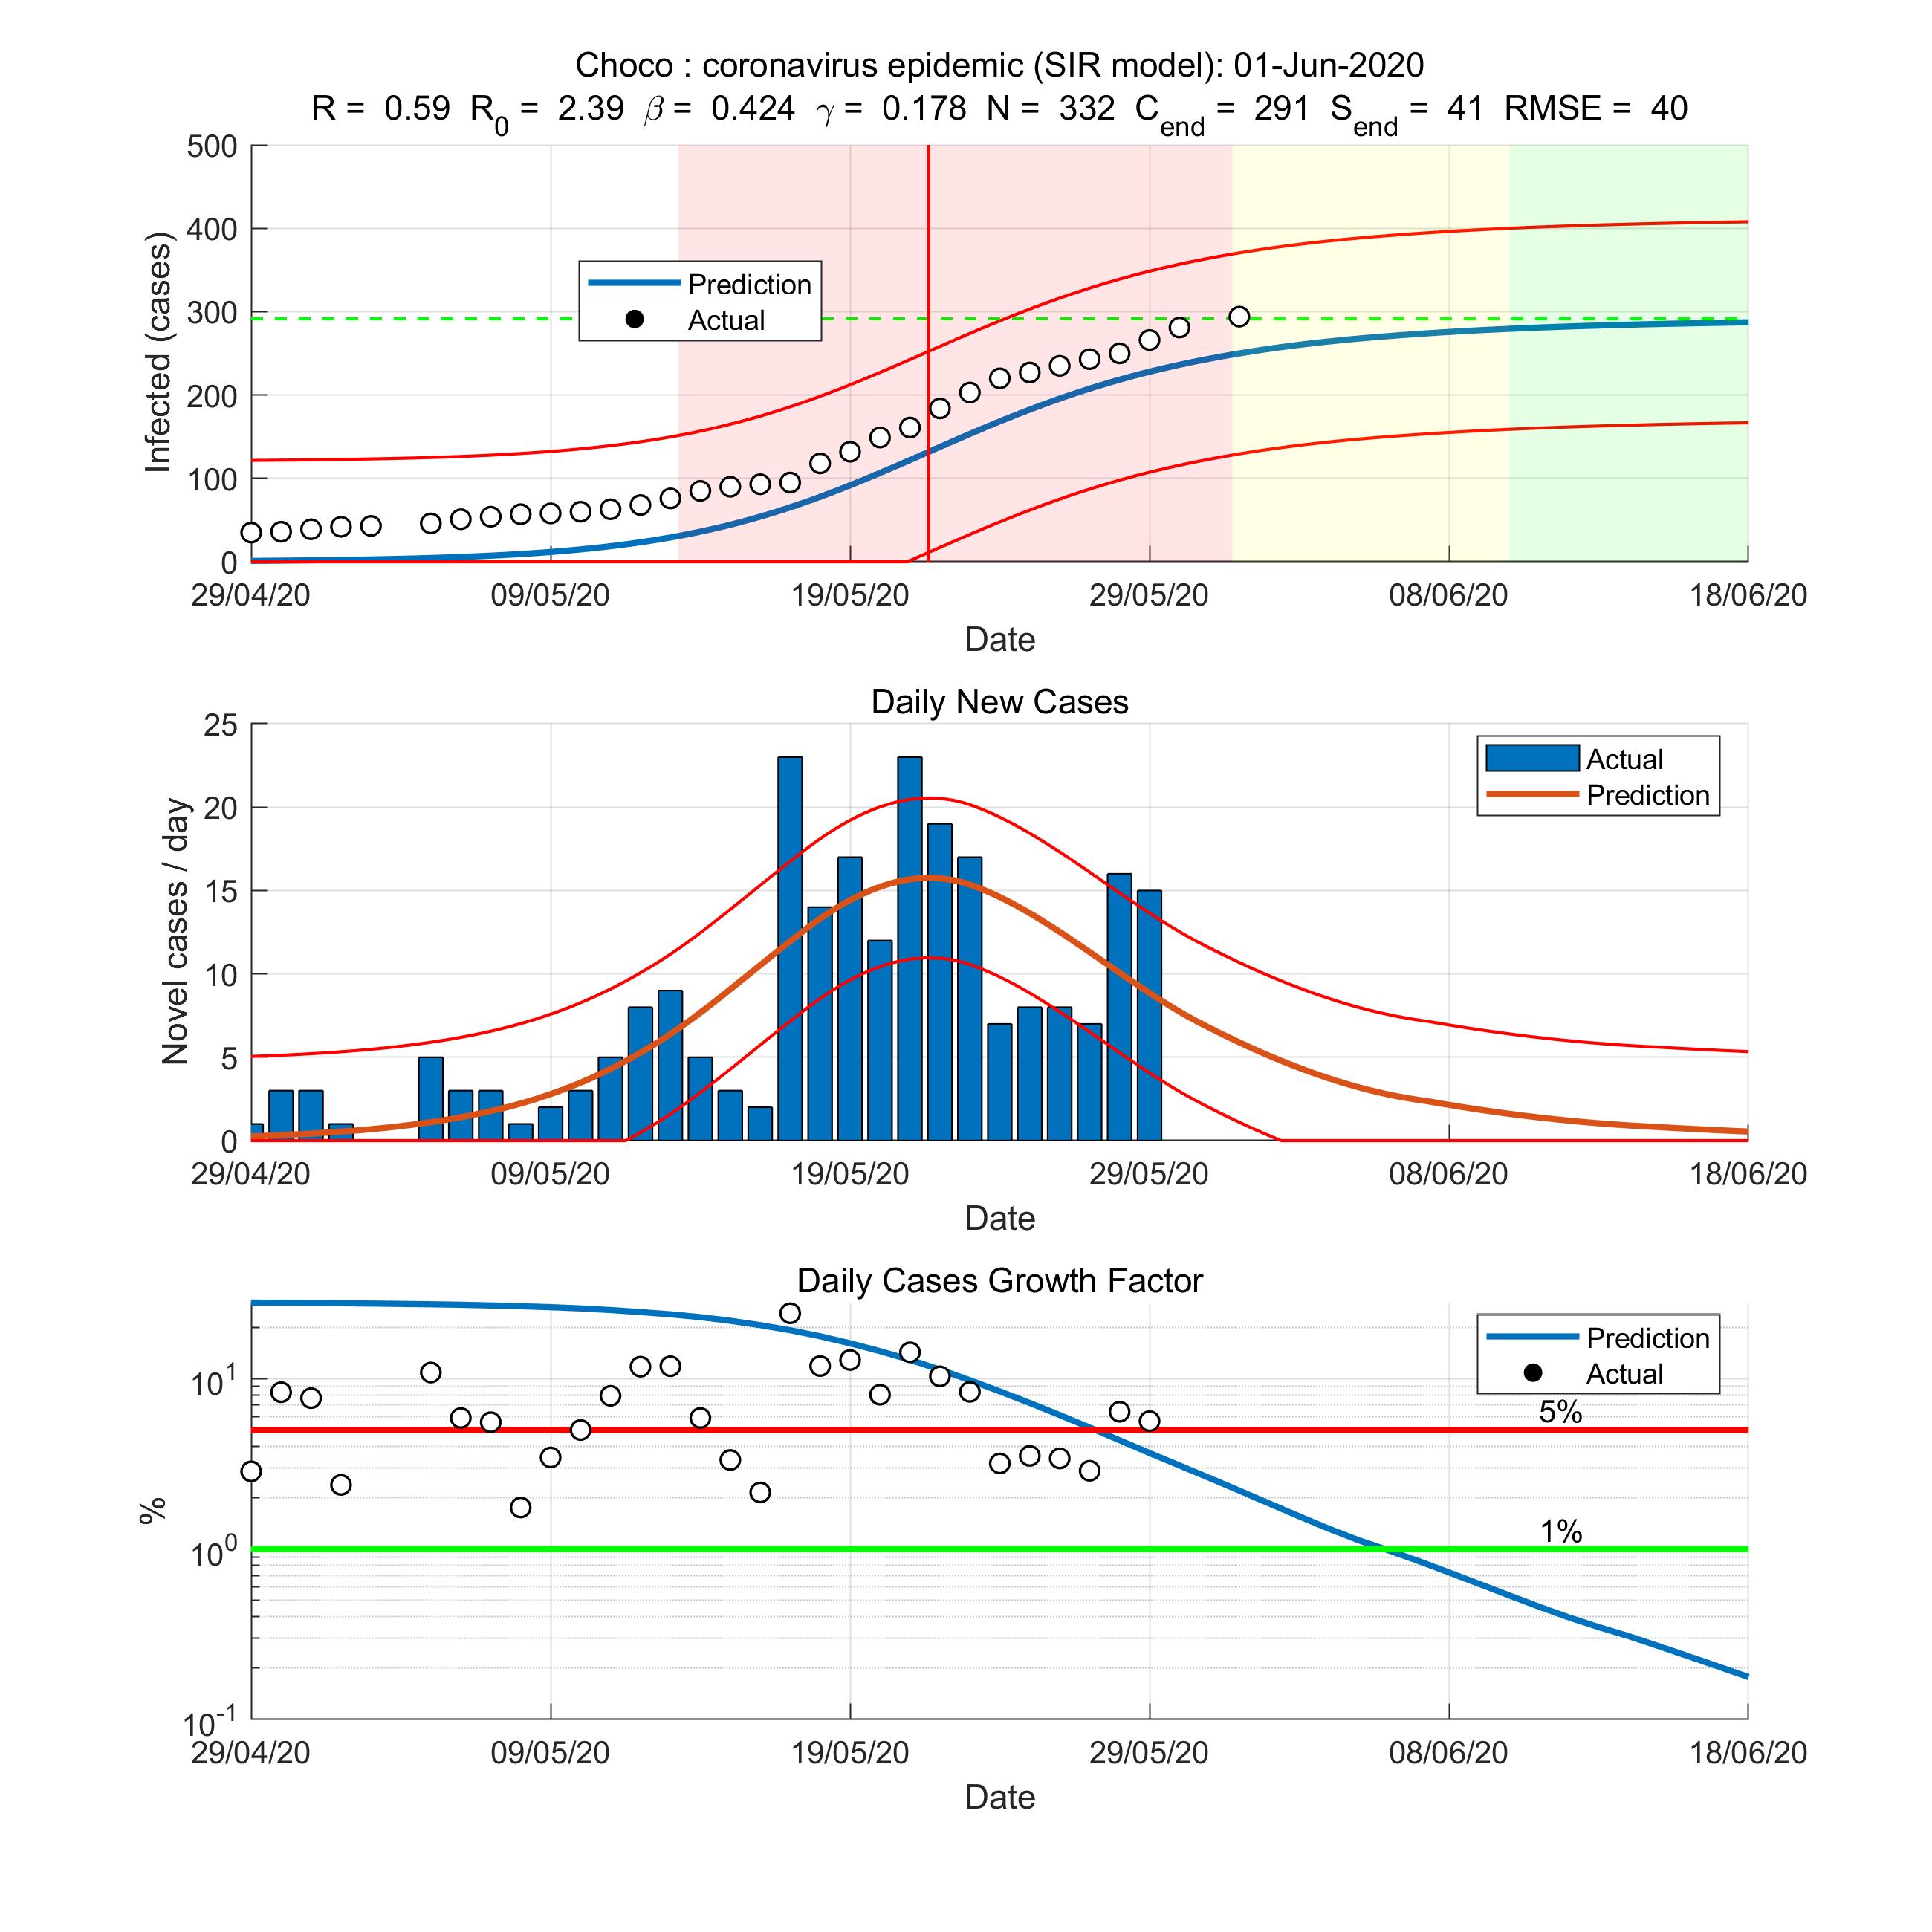 Choco : coronavirus epidemic (SIR model): 01-Jun-2020
R = 0.59 R0 = 2.39 β = 0.424 γ = 0.178 N = 332 Cend = 291 Send = 41 RMSE = 40
500
400
300
200
100
0
Infected (cases)
Prediction
Actual
29/04/20 09/05/20 19/05/20 29/05/20 08/06/20 18/06/20
Date
Daily New Cases
25
20
15
10
5
0
Novel cases / day
Actual
Prediction
29/04/20 09/05/20 19/05/20 29/05/20 08/06/20 18/06/20
Date
Daily Cases Growth Factor
10^1
10^0
10^-1
%
Prediction
Actual
5%
1%
29/04/20 09/05/20 19/05/20 29/05/20 08/06/20 18/06/20
Date